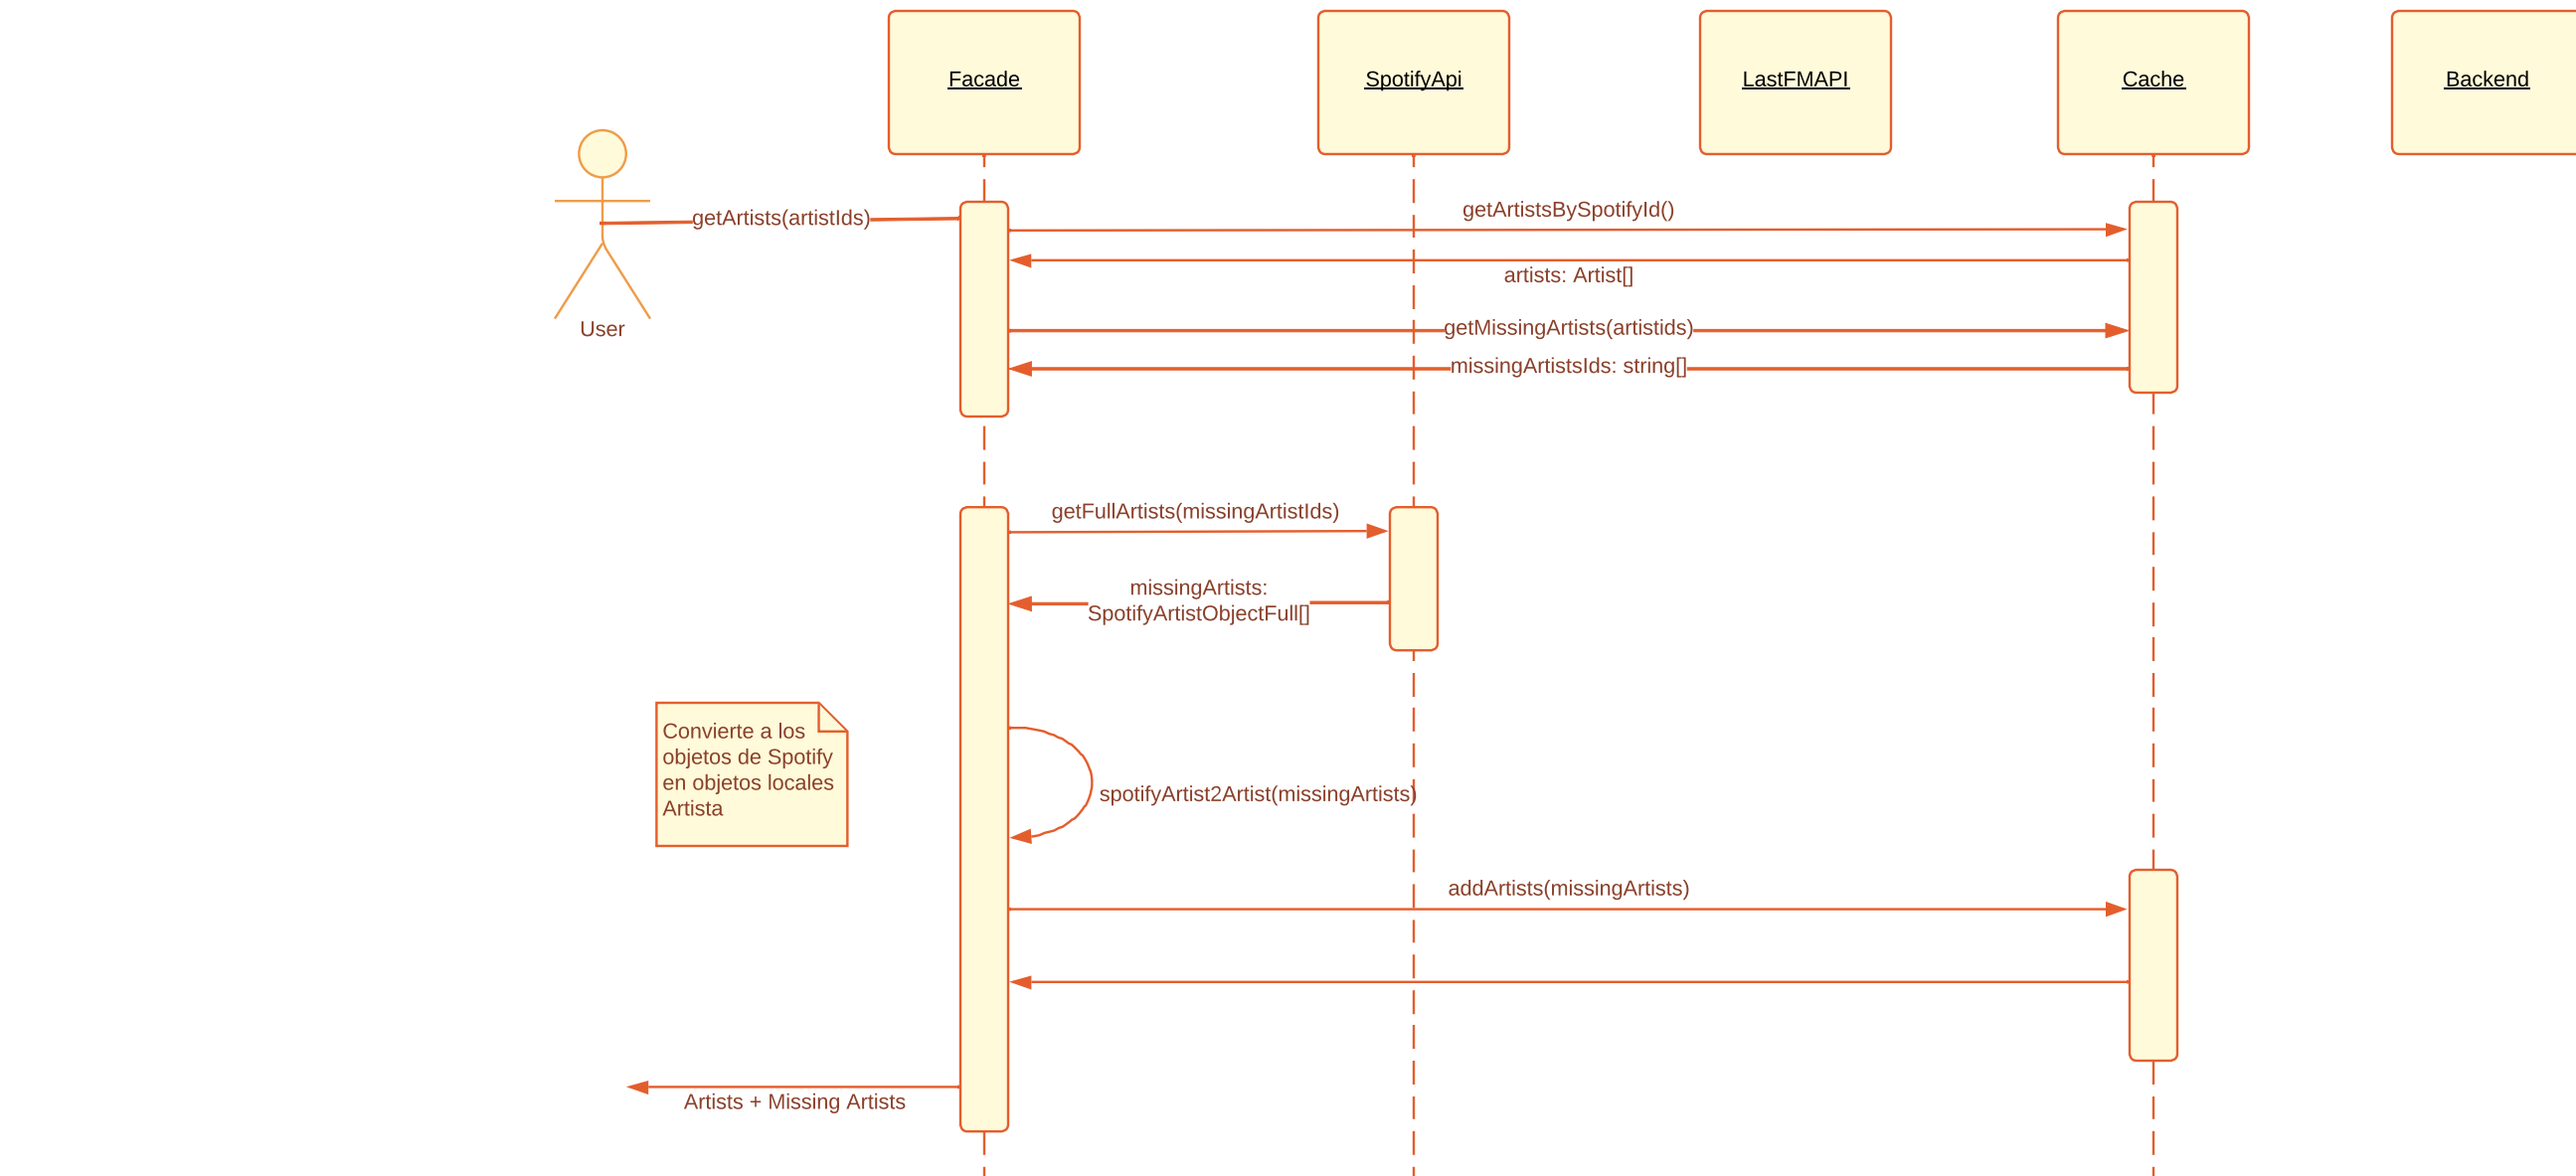 Facade
SpotifyApi
LastFMAPI
Cache
Backend
getArtists(artistIds)
getArtistsBySpotifyId()
artists: Artist[]
User
getMissingArtists(artistids)
missingArtistsIds: string[]
getFullArtists(missingArtistIds)
missingArtists:
SpotifyArtistObjectFull[]
Convierte a los
objetos de Spotify
en objetos locales
Artista
spotifyArtist2Artist(missingArtists)
addArtists(missingArtists)
Artists + Missing Artists